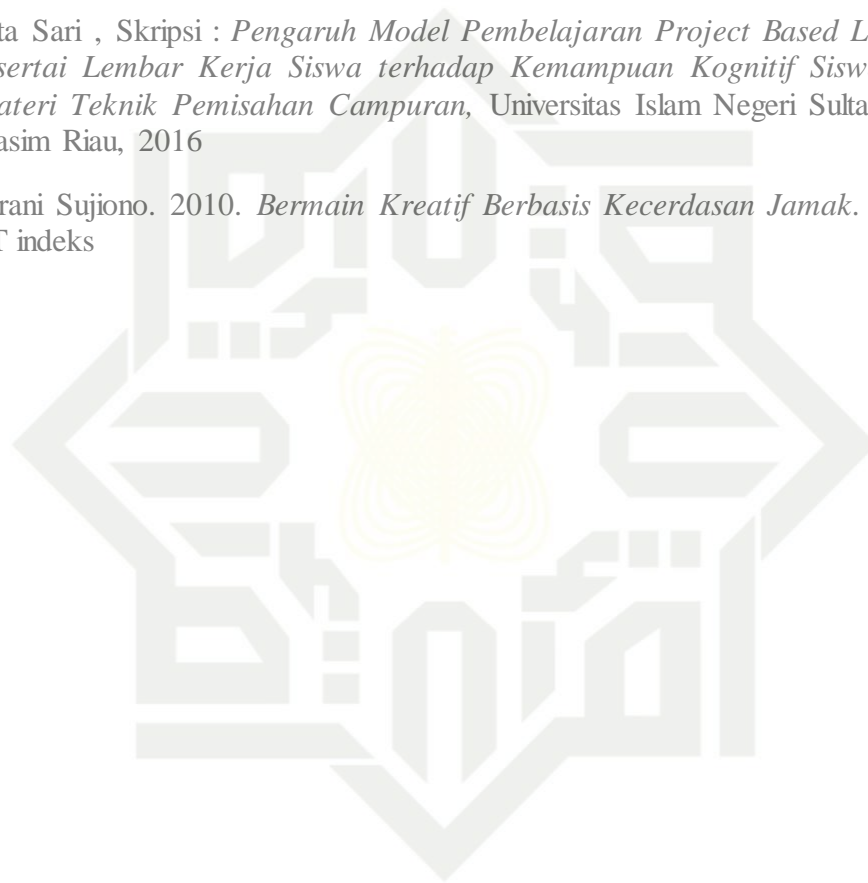 ta Sari , Skripsi : Pengaruh Model Pembelajaran Project Based L
sertai Lembar Kerja Siswa terhadap Kemampuan Kognitif Sisw
ateri Teknik Pemisahan Campuran, Universitas Islam Negeri Sulta
asim Riau, 2016
rani Sujiono. 2010. Bermain Kreatif Berbasis Kecerdasan Jamak.
T indeks